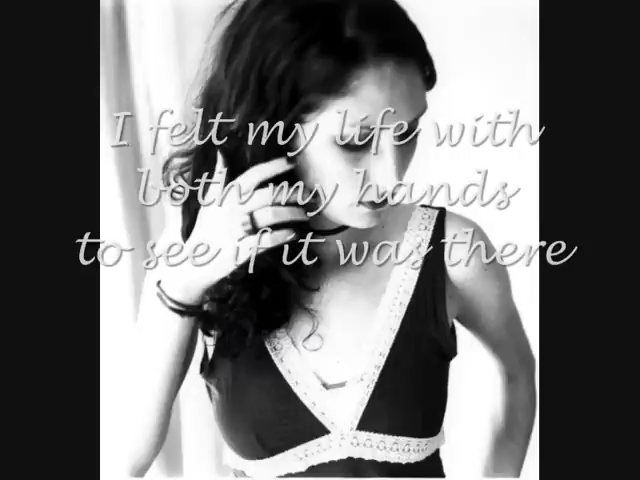 I felt my life with
both my hands
to see if it was there